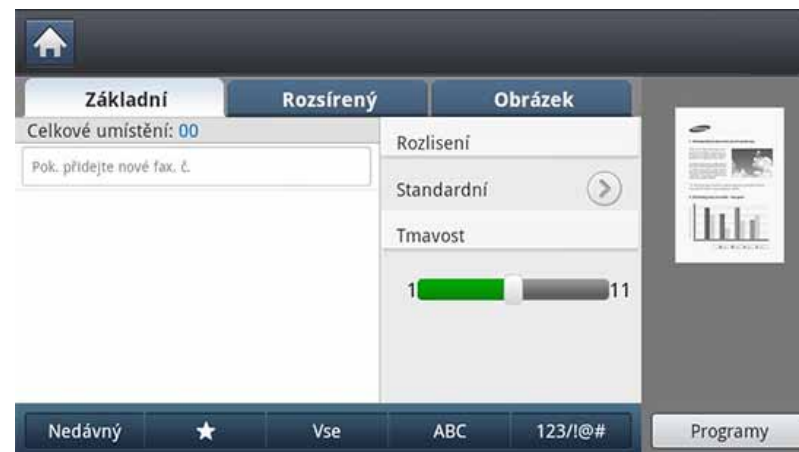 Základní
Rozsírený
Obrázek
Celkové umístění: 00
Pok. přidejte nové fax. č.
Rozlisení
Standardní
Tmavost
1
11
Nedávný
★
Vse
ABC
123/!@#
Programy